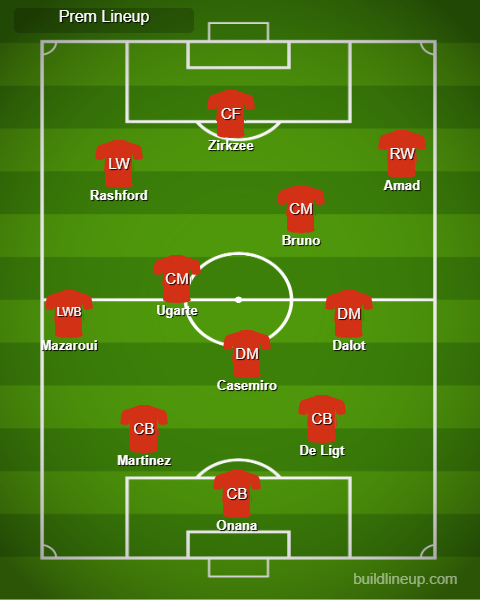 Prem Lineup
CF
Zirkzee
LW
Rashford
RW
Amad
CM
Bruno
CM
Ugarte
LWB
Mazaroui
DM
Dalot
DM
Casemiro
CB
Martinez
CB
De Ligt
CB
Onana
buildlineup.com